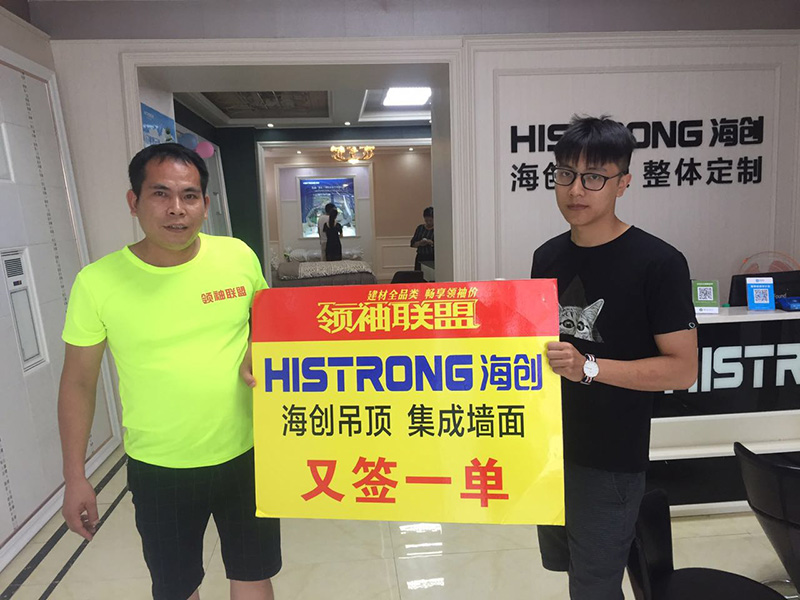 HISTRONG 海创
海创 整体定制
领袖联盟
建材全品类 畅享领袖价
领袖联盟
HISTRONG 海创
海创吊顶 集成墙面
又签一单
HISTR